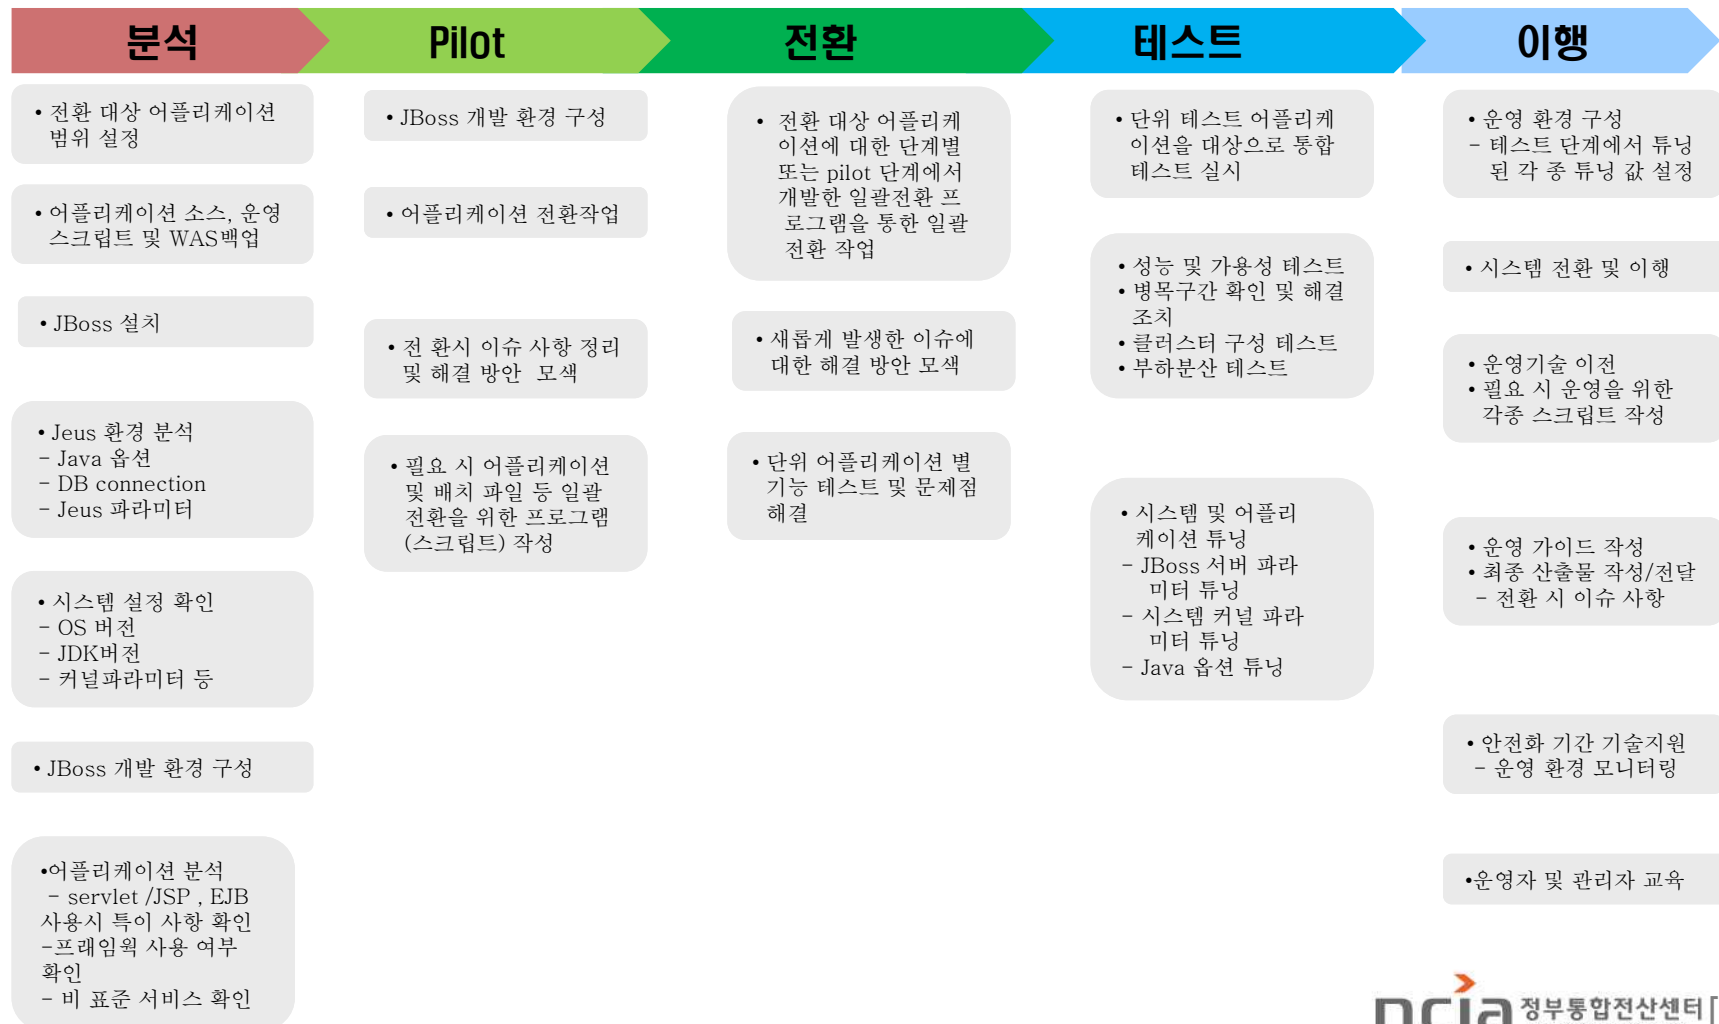 분석
• 전환 대상 어플리케이션
범위 설정
• 어플리케이션 소스, 운영
스크립트 및 WAS백업
• JBoss 설치
• Jeus 환경 분석
- Java 옵션
- DB connection
- Jeus 파라미터
• 시스템 설정 확인
- OS 버전
- JDK버전
- 커널파라미터 등
• JBoss 개발 환경 구성
•어플리케이션 분석
- servlet /JSP , EJB
사용시 특이 사항 확인
-프래임웍 사용 여부
확인
- 비 표준 서비스 확인
Pilot
• JBoss 개발 환경 구성
• 어플리케이션 전환작업
• 전 환시 이슈 사항 정리
및 해결 방안 모색
• 필요 시 어플리케이션
및 배치 파일 등 일괄
전환을 위한 프로그램
(스크립트) 작성
전환
• 전환 대상 어플리케
이션에 대한 단계별
또는 pilot 단계에서
개발한 일괄전환 프
로그램을 통한 일괄
전환 작업
• 새롭게 발생한 이슈에
대한 해결 방안 모색
• 단위 어플리케이션 별
기능 테스트 및 문제점
해결
테스트
• 단위 테스트 어플리케
이션을 대상으로 통합
테스트 실시
• 성능 및 가용성 테스트
• 병목구간 확인 및 해결
조치
• 클러스터 구성 테스트
• 부하분산 테스트
• 시스템 및 어플리
케이션 튜닝
- JBoss 서버 파라
미터 튜닝
- 시스템 커널 파라
미터 튜닝
- Java 옵션 튜닝
이행
• 운영 환경 구성
- 테스트 단계에서 튜닝
된 각 종 튜닝 값 설정
• 시스템 전환 및 이행
• 운영기술 이전
• 필요 시 운영을 위한
각종 스크립트 작성
• 운영 가이드 작성
• 최종 산출물 작성/전달
- 전환 시 이슈 사항
• 안전화 기간 기술지원
- 운영 환경 모니터링
•운영자 및 관리자 교육
ncia 정부통합전산센터 [